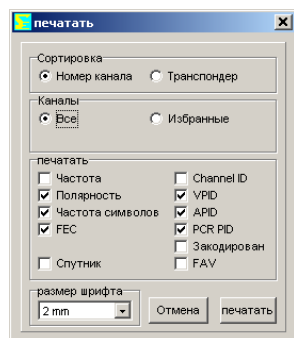 печатать
Сортировка
Номер канала Транспондер
Каналы
Все Избранные
печатать
Частота Channel ID
Полярность VPID
Частота символов APID
FEC PCR PID
Закодирован
Спутник FAV
размер шрифта
2 mm Отмена печатать